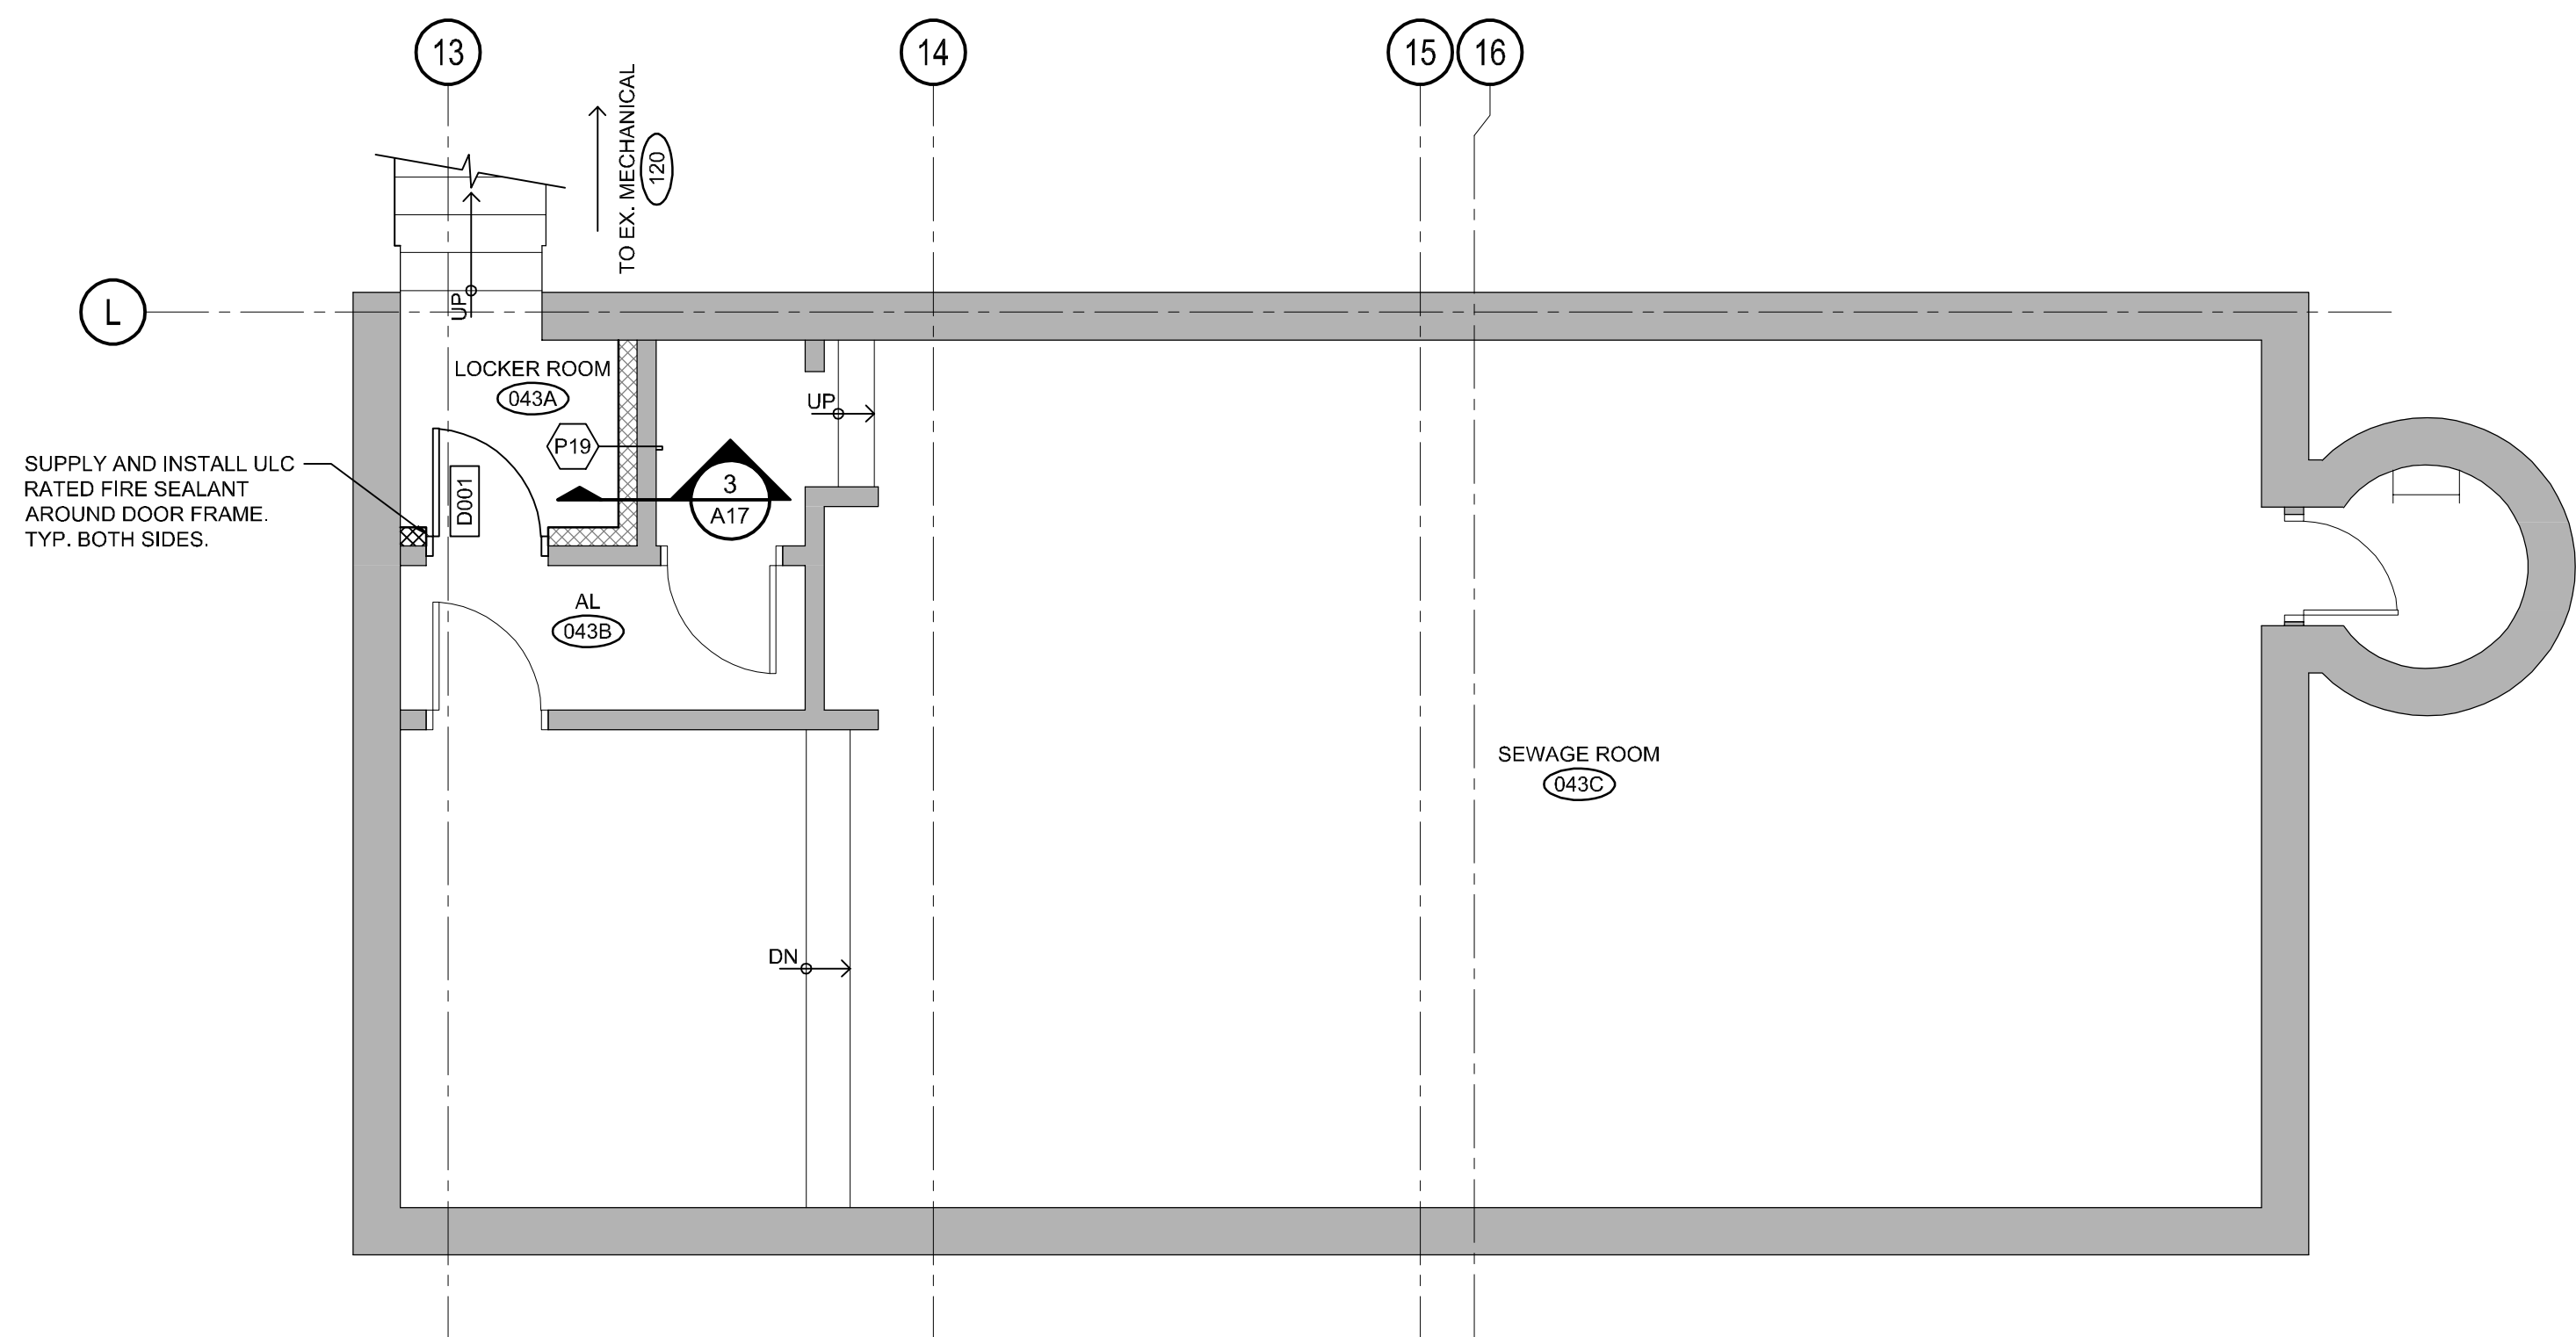 13
14
15
16
TO EX. MECHANICAL
120
L
UP
LOCKER ROOM
043A
UP
P19
SUPPLY AND INSTALL ULC
RATED FIRE SEALANT
AROUND DOOR FRAME.
TYP. BOTH SIDES.
D001
3
A17
AL
043B
SEWAGE ROOM
043C
DN